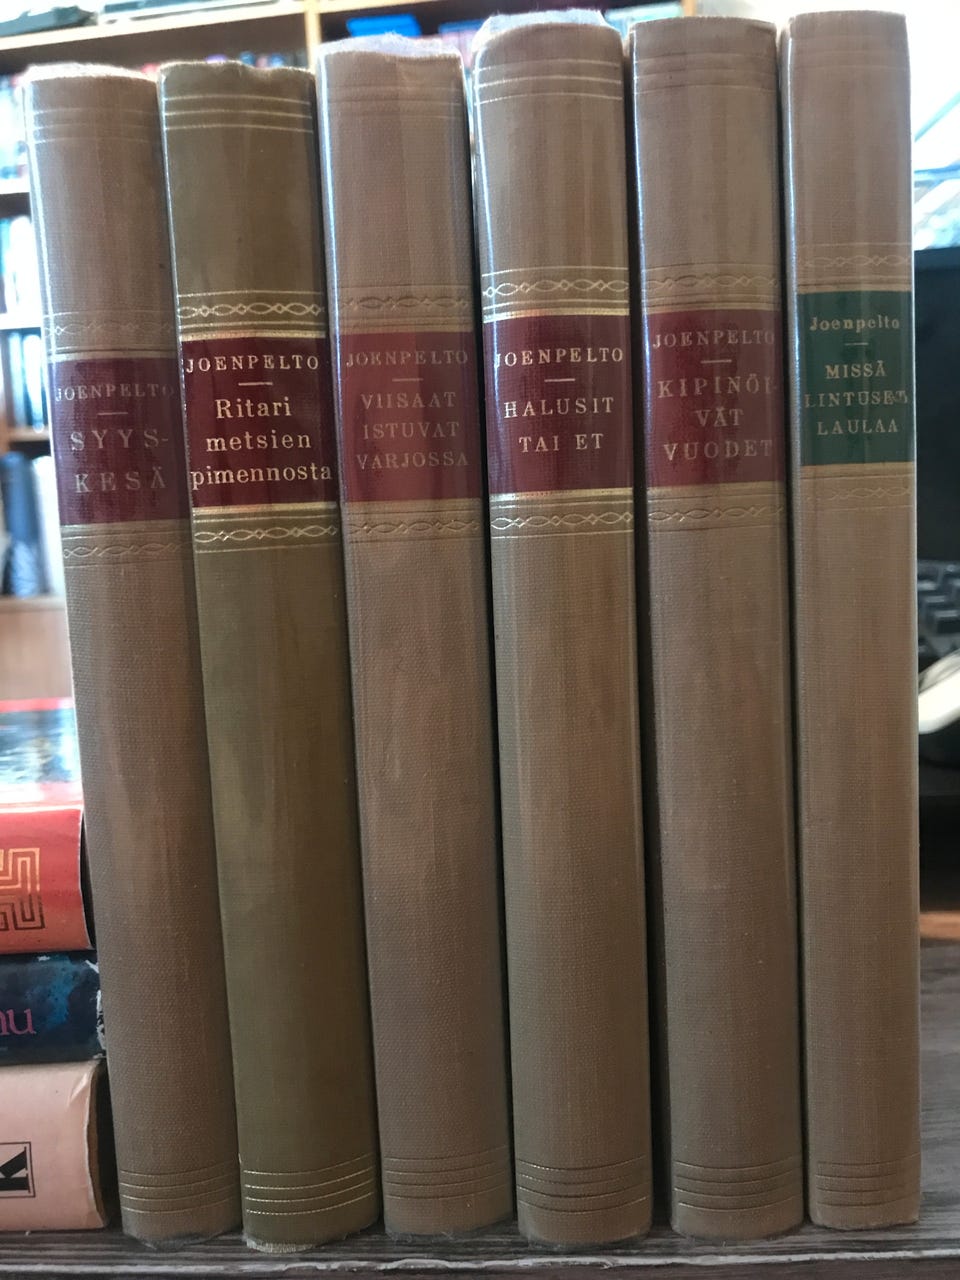 JOENPELTO
SYYS-
KESÄ
JOENPELTO
Ritari
metsien
pimennosta
JOENPELTO
VIISAAT
ISTUVAT
VARJOSSA
JOENPELTO
HALUSIT
TAI ET
JOENPELTO
KIPINÖI-
VÄT
VUODET
Joenpelto
MISSÄ
LINTUSET
LAULAA
nu
K